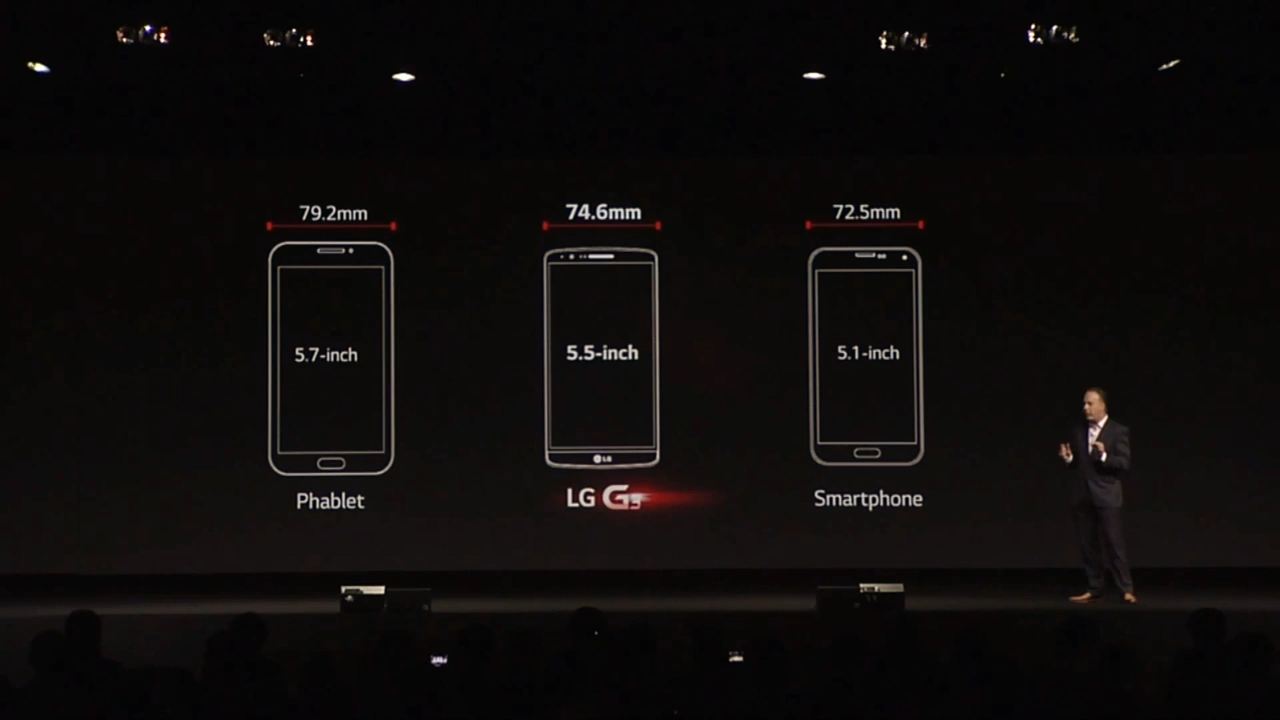 79.2mm
74.6mm
72.5mm
5.7-inch
5.5-inch
5.1-inch
LG
Phablet
LG G3
Smartphone